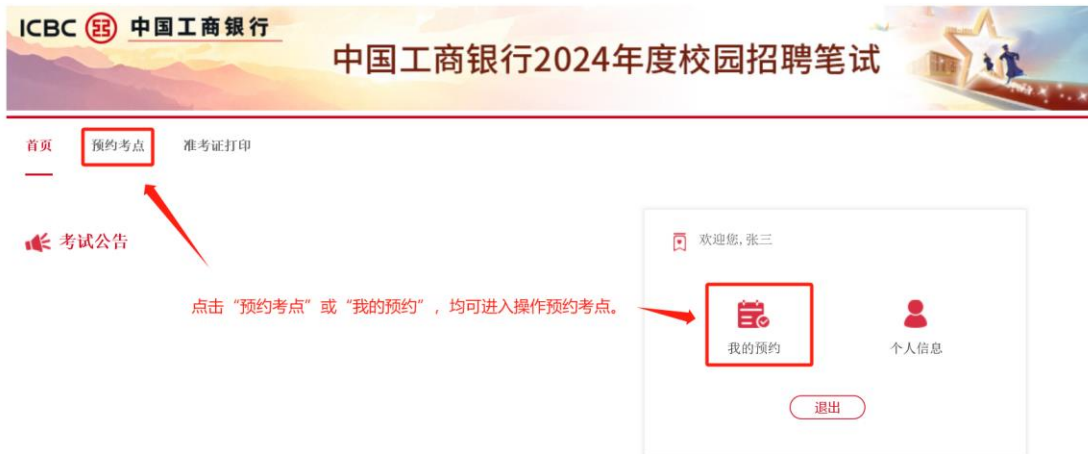 ICBC 中国工商银行
中国工商银行2024年度校园招聘笔试
首页 预约考点 准考证打印
考试公告
欢迎您,张三
点击“预约考点”或“我的预约”，均可进入操作预约考点。
我的预约 个人信息
退出